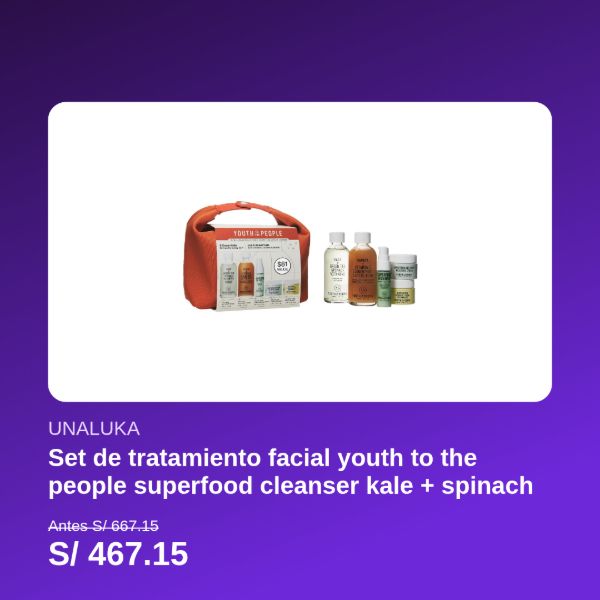 YOUTH TO THE PEOPLE
$81
UNALUKA
Set de tratamiento facial youth to the
people superfood cleanser kale + spinach
Antes S/ 667.15
S/ 467.15